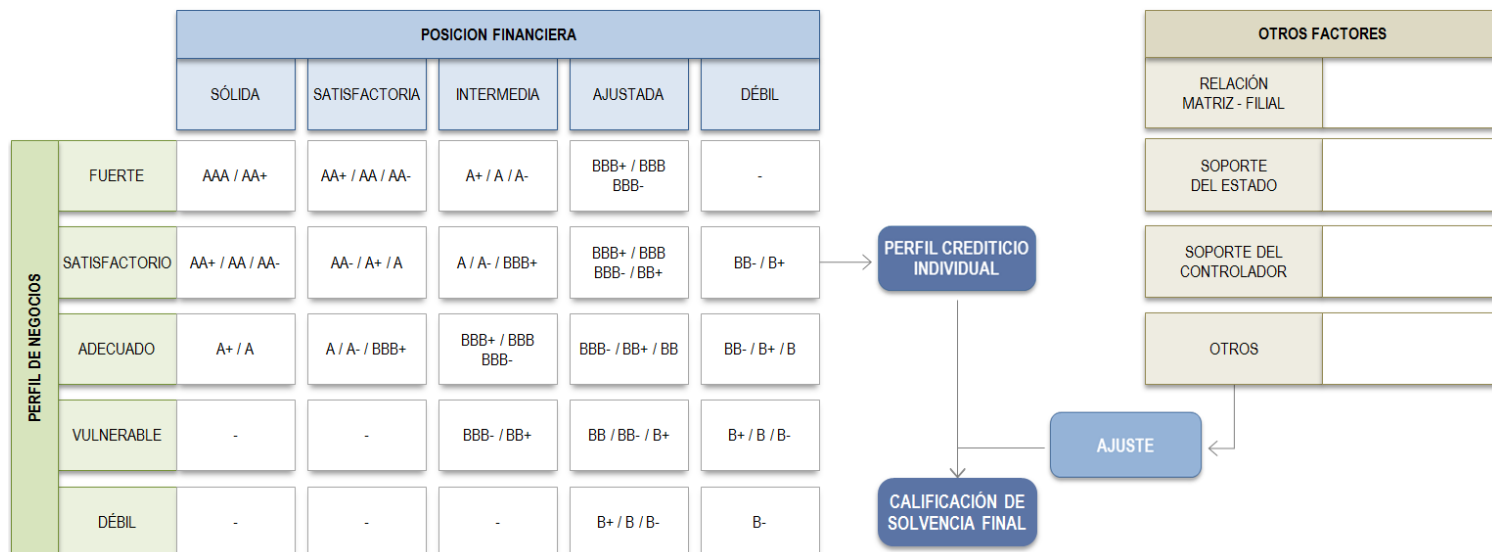 POSICION FINANCIERA
SÓLIDA
SATISFACTORIA
INTERMEDIA
AJUSTADA
DÉBIL
PERFIL DE NEGOCIOS
FUERTE
AAA / AA+
AA+ / AA / AA-
A+ / A / A-
BBB+ / BBB
BBB-
-
SATISFACTORIO
AA+ / AA / AA-
AA- / A+ / A
A / A- / BBB+
BBB+ / BBB
BBB- / BB+
BB- / B+
ADECUADO
A+ / A
A / A- / BBB+
BBB+ / BBB
BBB-
BBB- / BB+ / BB
BB- / B+ / B
VULNERABLE
-
-
BBB- / BB+
BB / BB- / B+
B+ / B / B-
DÉBIL
-
-
-
B+ / B / B-
B-
PERFIL CREDITICIO
INDIVIDUAL
CALIFICACIÓN DE
SOLVENCIA FINAL
OTROS FACTORES
RELACIÓN
MATRIZ - FILIAL
SOPORTE
DEL ESTADO
SOPORTE DEL
CONTROLADOR
OTROS
AJUSTE